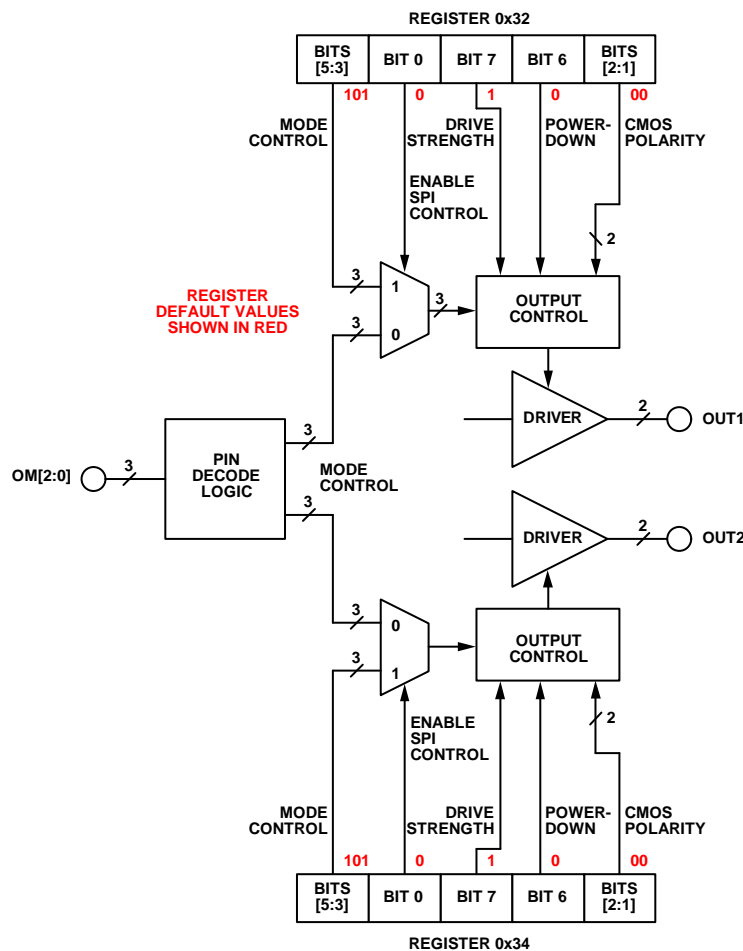 REGISTER 0x32
BITS [5:3]
BIT 0
BIT 7
BIT 6
BITS [2:1]
101
0
1
0
00
MODE
CONTROL
DRIVE
STRENGTH
POWER-
DOWN
CMOS
POLARITY
ENABLE
SPI
CONTROL
2
3
1
3
0
3
OUTPUT
CONTROL
REGISTER
DEFAULT VALUES
SHOWN IN RED
DRIVER
2
OUT1
OM[2:0]
3
PIN
DECODE
LOGIC
3
3
MODE
CONTROL
DRIVER
2
OUT2
3
0
3
1
OUTPUT
CONTROL
2
ENABLE
SPI
CONTROL
MODE
CONTROL
DRIVE
STRENGTH
POWER-
DOWN
CMOS
POLARITY
101
0
1
0
00
BITS
[5:3]
BIT 0
BIT 7
BIT 6
BITS
[2:1]
REGISTER 0x34